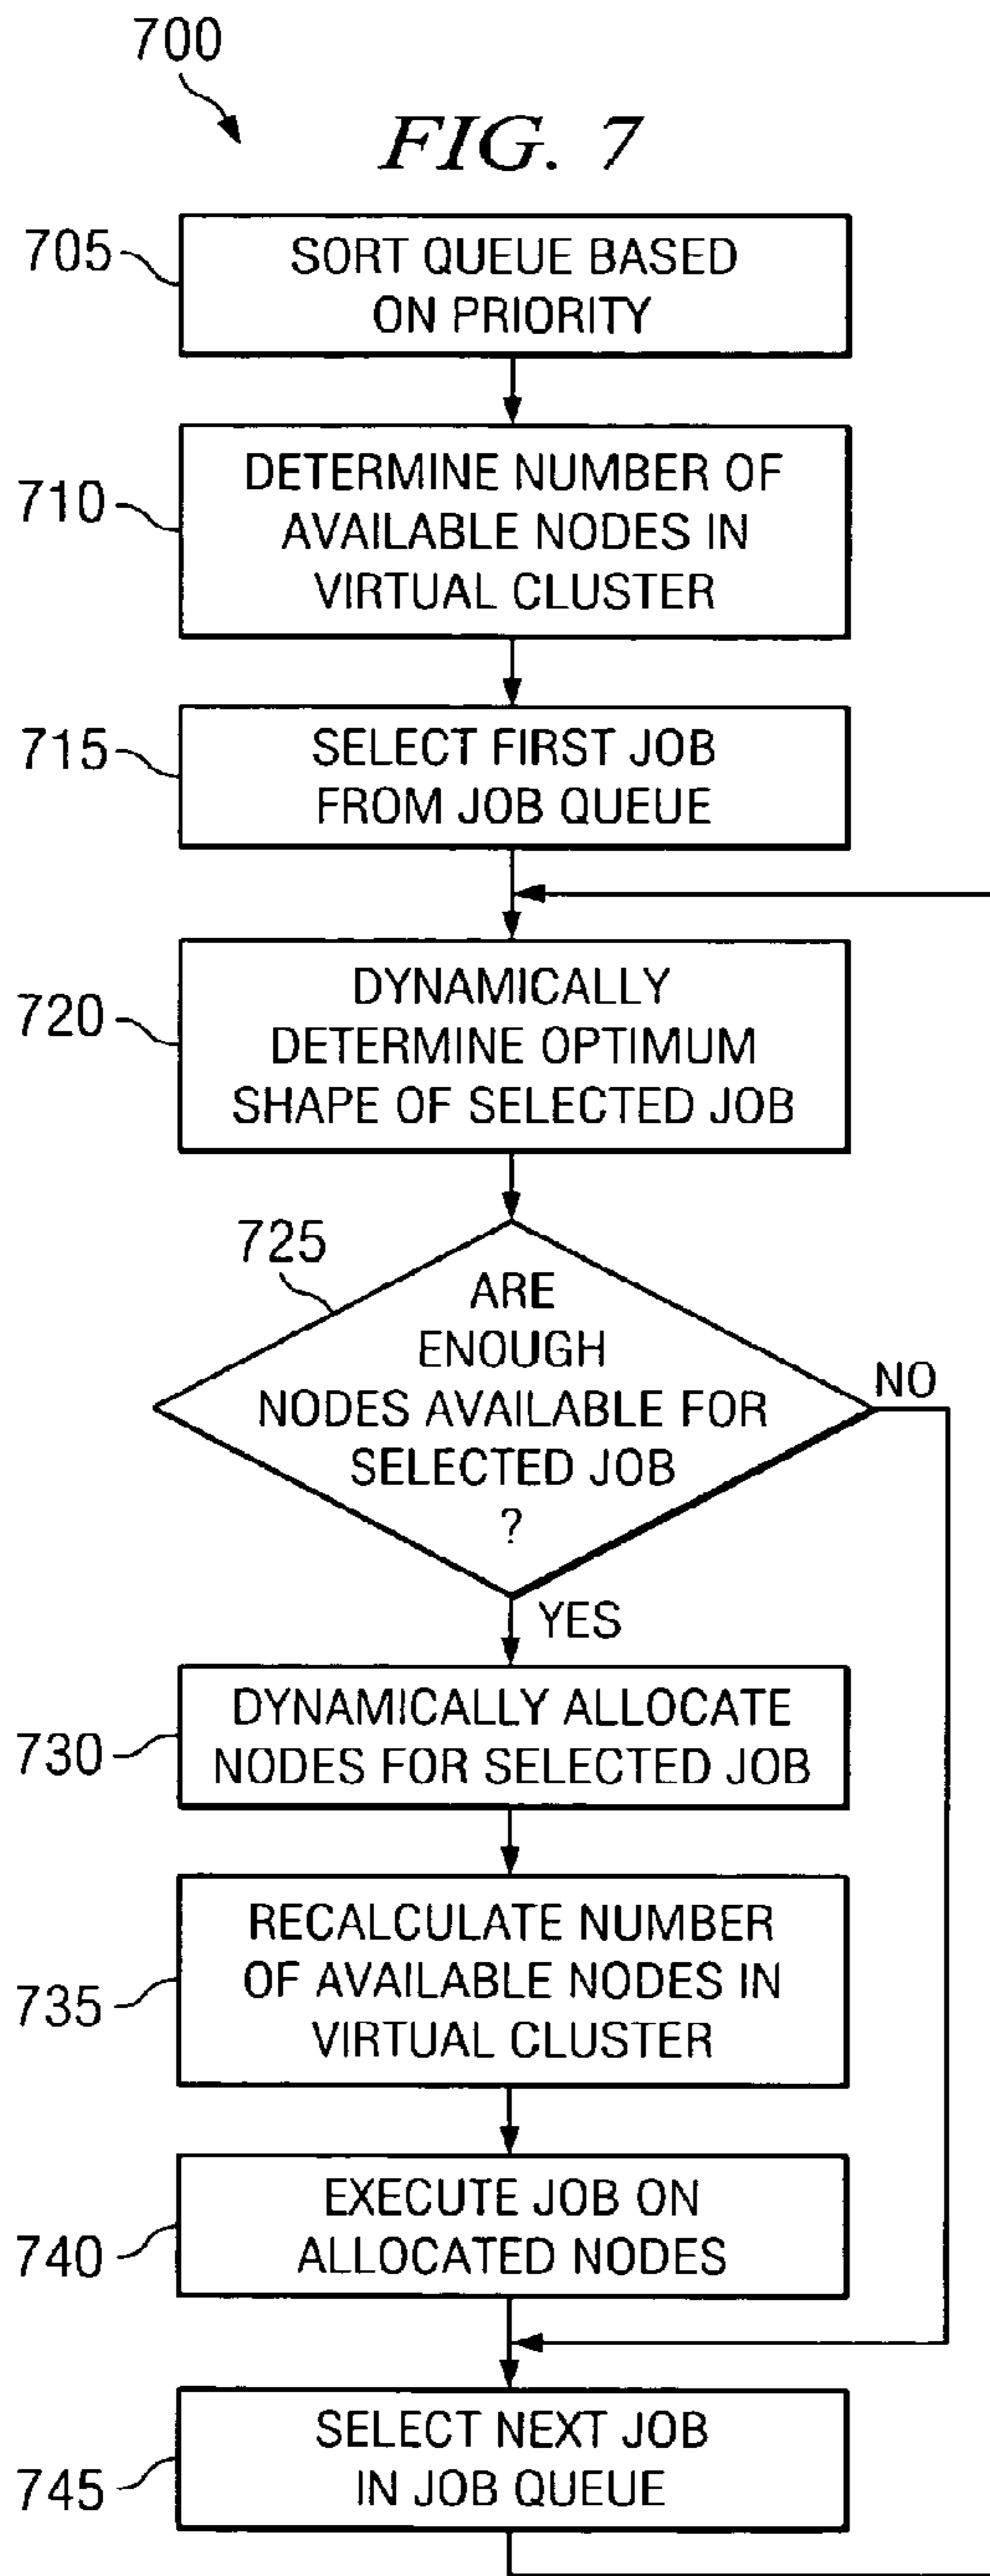 700
FIG. 7
705
SORT QUEUE BASED
ON PRIORITY
710
DETERMINE NUMBER OF
AVAILABLE NODES IN
VIRTUAL CLUSTER
715
SELECT FIRST JOB
FROM JOB QUEUE
720
DYNAMICALLY
DETERMINE OPTIMUM
SHAPE OF SELECTED JOB
725
ARE
ENOUGH
NODES AVAILABLE FOR
SELECTED JOB
?
NO
YES
730
DYNAMICALLY ALLOCATE
NODES FOR SELECTED JOB
735
RECALCULATE NUMBER
OF AVAILABLE NODES IN
VIRTUAL CLUSTER
740
EXECUTE JOB ON
ALLOCATED NODES
745
SELECT NEXT JOB
IN JOB QUEUE